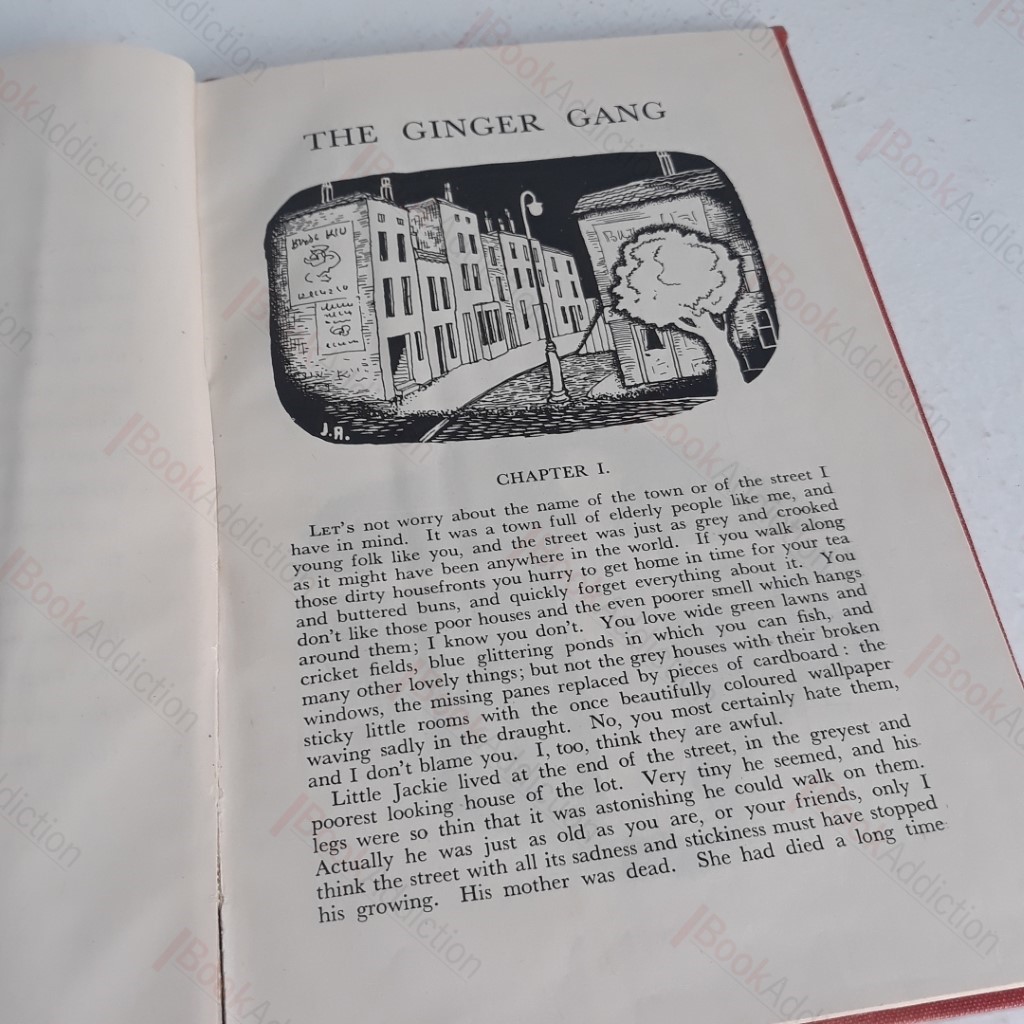 THE GINGER GANG
J.A.
CHAPTER I.
LET'S not worry about the name of the town or of the street I
have in mind. It was a town full of elderly people like me, and
young folk like you, and the street was just as grey and crooked
as it might have been anywhere in the world. If you walk along
those dirty housefronts you hurry to get home in time for your tea
and buttered buns, and quickly forget everything about it. You
don't like those poor houses and the even poorer smell which hangs
around them; I know you don't. You love wide green lawns and
cricket fields, blue glittering ponds in which you can fish, and
many other lovely things; but not the grey houses with their broken
windows, the missing panes replaced by pieces of cardboard: the
sticky little rooms with the once beautifully coloured wallpaper
waving sadly in the draught. No, you most certainly hate them,
and I don't blame you. I, too, think they are awful.
Little Jackie lived at the end of the street, in the greyest and
poorest looking house of the lot. Very tiny he seemed, and his
legs were so thin that it was astonishing he could walk on them.
Actually he was just as old as you are, or your friends, only I
think the street with all its sadness and stickiness must have stopped
his growing. His mother was dead. She had died a long time
BookAddiction